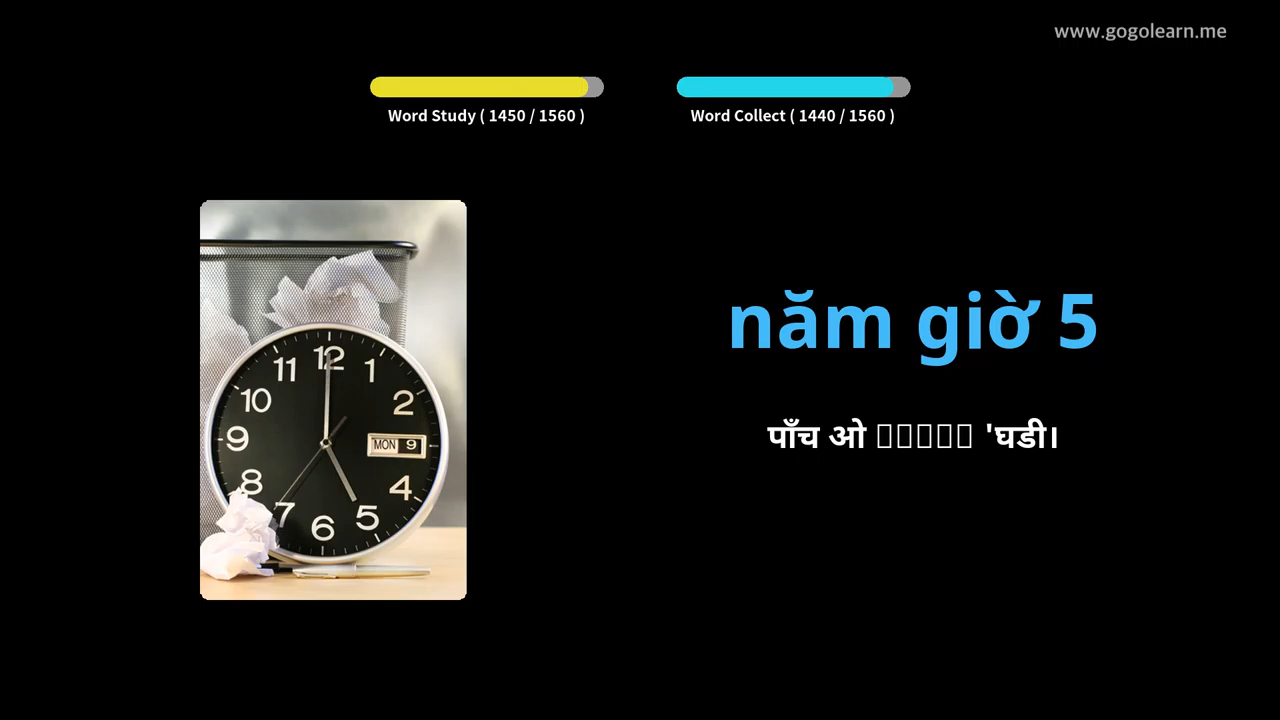 www.gogolearn.me
Word Study ( 1450 / 1560 )
Word Collect ( 1440 / 1560 )
12
11
1
10
2
9
MON 9
8
4
7
5
6
năm giờ 5
पाँच ओ 'घडी।